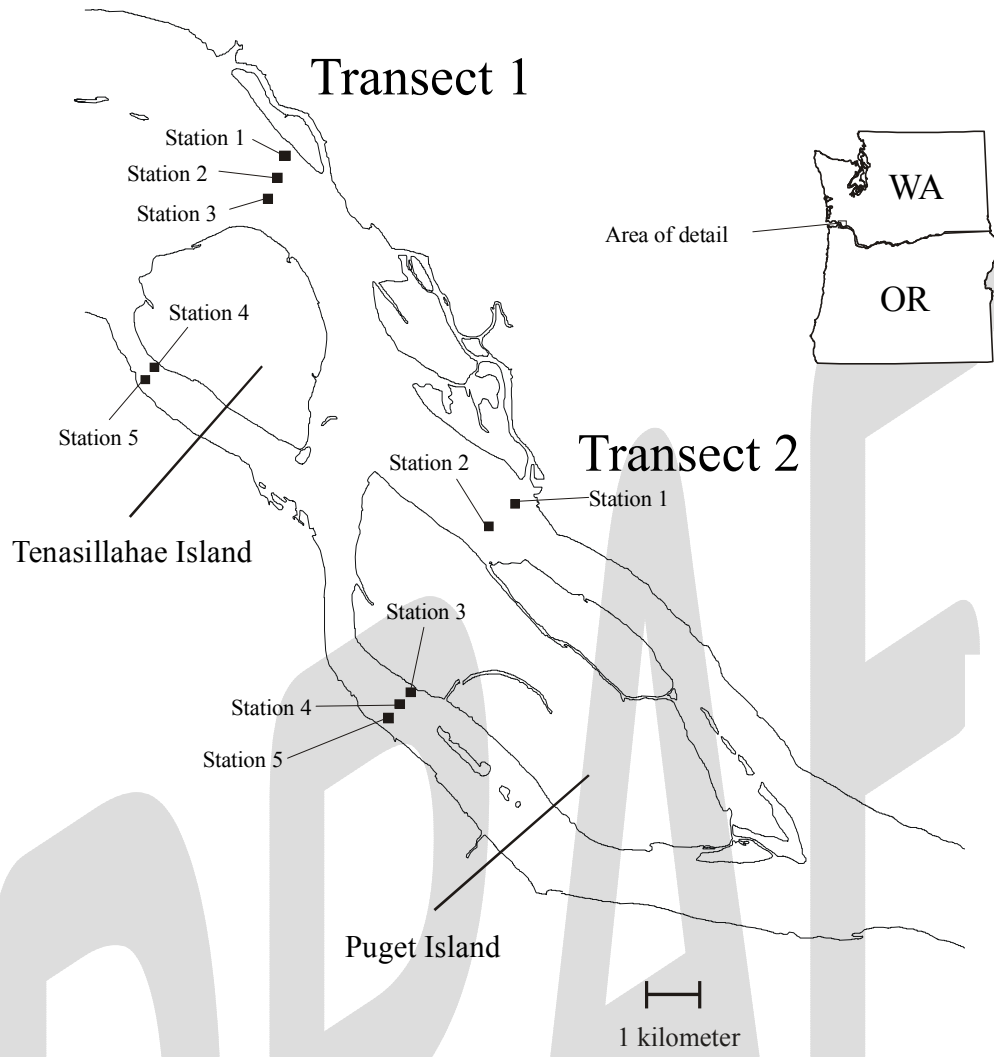 Transect 1
Station 1
Station 2
Station 3
WA
Area of detail
OR
Station 4
Station 5
Transect 2
Station 2
Station 1
Tenasillahae Island
Station 3
Station 4
Station 5
Puget Island
1 kilometer
DRAF